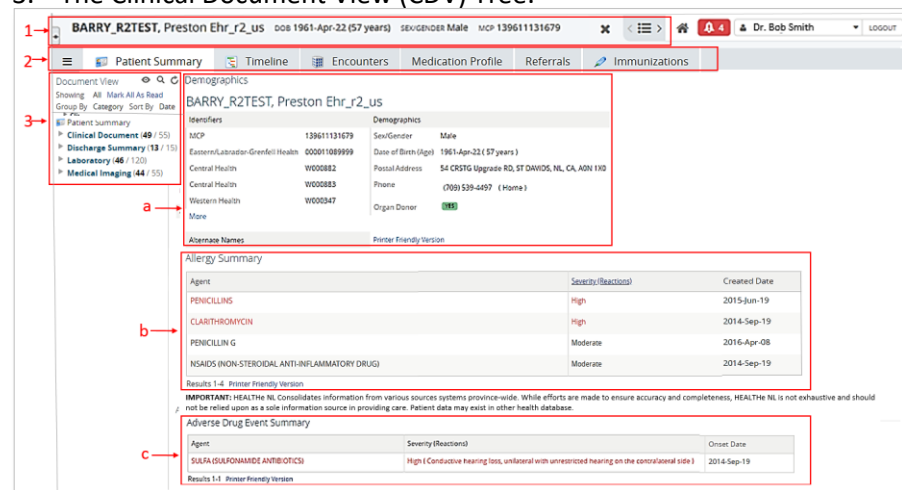 3. The Clinical Document View (CDV) Tree.
1
BARRY_R2TEST, Preston Ehr_r2_us DOB 1961-Apr-22 (57 years) SEX/GENDER Male MCP 139611131679
4 Dr. Bob Smith LOGOUT
2
Patient Summary Timeline Encounters Medication Profile Referrals Immunizations
3
Document View
Showing All Mark All As Read
Group By Category Sort By Date
Patient Summary
Clinical Document (49 / 55)
Discharge Summary (13 / 15)
Laboratory (46 / 120)
Medical Imaging (44 / 55)
a
Demographics
BARRY_R2TEST, Preston Ehr_r2_us
Identifiers Demographics
MCP 139611131679 Sex/Gender Male
Eastern/Labrador-Grenfell Health 000011089999 Date of Birth (Age) 1961-Apr-22 ( 57 years )
Central Health W000882 Postal Address 54 CRSTG Upgrade RD, ST DAVIDS, NL, CA, A0N 1X0
Central Health W000883 Phone (709) 539-4497 ( Home )
Western Health W000347 Organ Donor YES
More
Alternate Names Printer Friendly Version
b
Allergy Summary
Agent Severity (Reactions) Created Date
PENICILLINS High 2015-Jun-19
CLARITHROMYCIN High 2014-Sep-19
PENICILLIN G Moderate 2016-Apr-08
NSAIDS (NON-STEROIDAL ANTI-INFLAMMATORY DRUG) Moderate 2014-Sep-19
Results 1-4 Printer Friendly Version
IMPORTANT: HEALTHe NL Consolidates information from various sources systems province-wide. While efforts are made to ensure accuracy and completeness, HEALTHe NL is not exhaustive and should
not be relied upon as a sole information source in providing care. Patient data may exist in other health database.
c
Adverse Drug Event Summary
Agent Severity (Reactions) Onset Date
SULFA (SULFONAMIDE ANTIBIOTICS) High ( Conductive hearing loss, unilateral with unrestricted hearing on the contralateral side ) 2014-Sep-19
Results 1-1 Printer Friendly Version